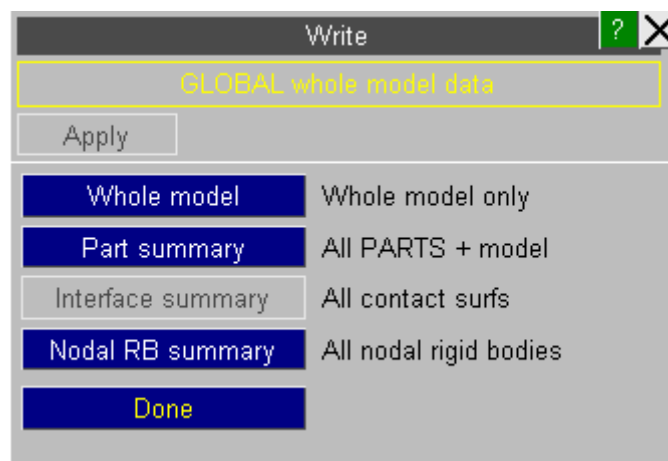 Write ?
GLOBAL whole model data
Apply
Whole model Whole model only
Part summary All PARTS + model
Interface summary All contact surfs
Nodal RB summary All nodal rigid bodies
Done